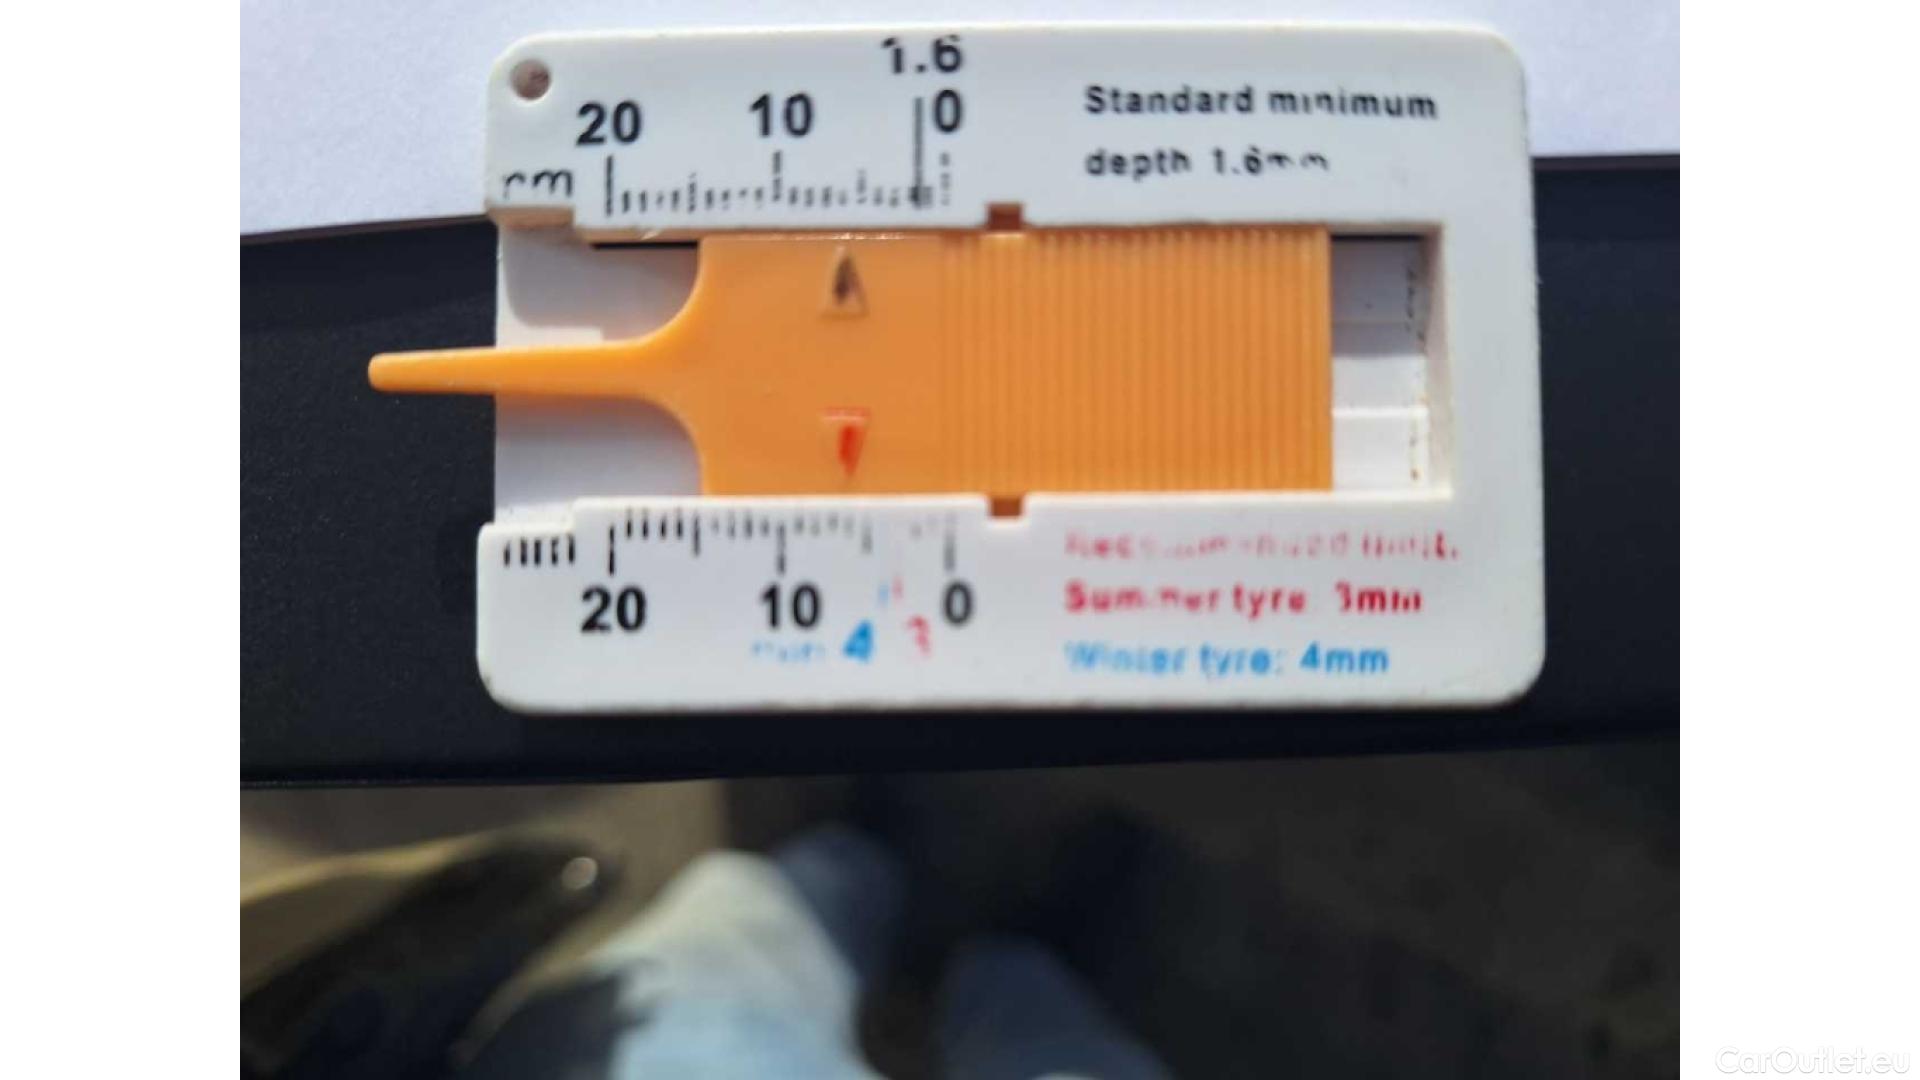 1.6
20 10 0
mm
Standard minimum
depth 1.6mm
mm
20 10 0
4 3
Summer tyre 3mm
Winter tyre: 4mm
CarOutlet.eu